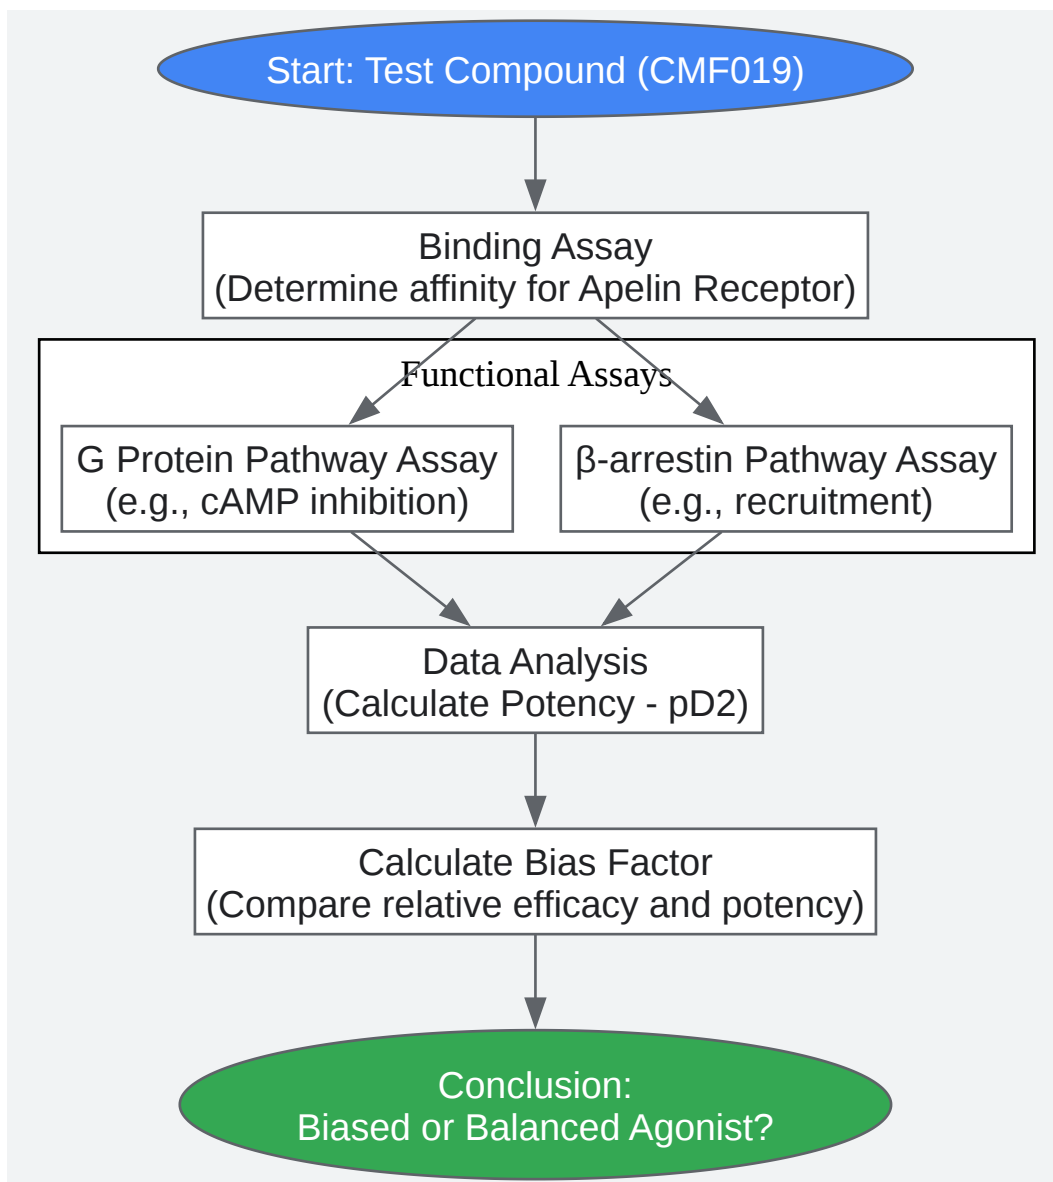 Start: Test Compound (CMF019)
Binding Assay
(Determine affinity for Apelin Receptor)
Functional Assays
G Protein Pathway Assay
(e.g., cAMP inhibition)
β-arrestin Pathway Assay
(e.g., recruitment)
Data Analysis
(Calculate Potency - pD2)
Calculate Bias Factor
(Compare relative efficacy and potency)
Conclusion:
Biased or Balanced Agonist?